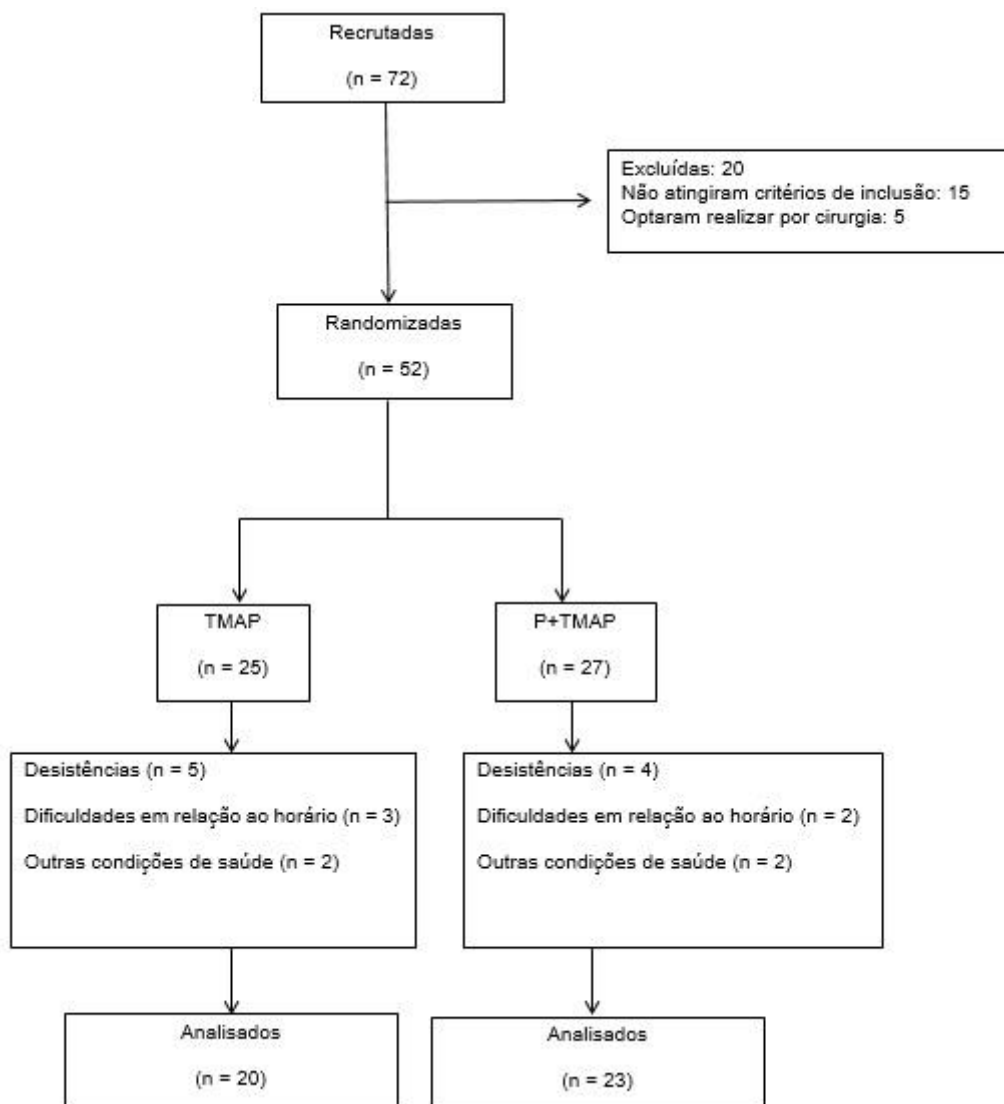 Recrutadas
(n = 72)
Excluídas: 20
Não atingiram critérios de inclusão: 15
Optaram realizar por cirurgia: 5
Randomizadas
(n = 52)
TMAP
(n = 25)
P+TMAP
(n = 27)
Desistências (n = 5)
Dificuldades em relação ao horário (n = 3)
Outras condições de saúde (n = 2)
Desistências (n = 4)
Dificuldades em relação ao horário (n = 2)
Outras condições de saúde (n = 2)
Analisados
(n = 20)
Analisados
(n = 23)